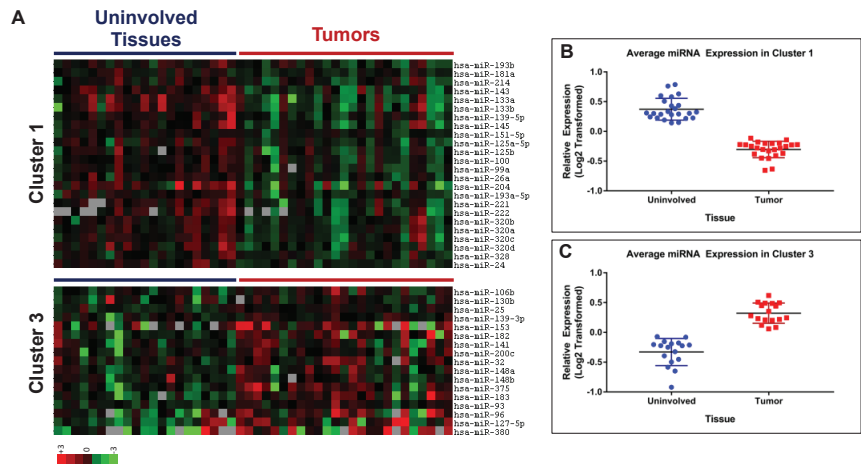 A
Uninvolved
Tissues
Tumors
Cluster 1
hsa-miR-193b
hsa-miR-181a
hsa-miR-214
hsa-miR-143
hsa-miR-133a
hsa-miR-133b
hsa-miR-139-5p
hsa-miR-145
hsa-miR-151-5p
hsa-miR-125a-5p
hsa-miR-125b
hsa-miR-100
hsa-miR-99a
hsa-miR-26a
hsa-miR-204
hsa-miR-193a-5p
hsa-miR-221
hsa-miR-222
hsa-miR-320b
hsa-miR-320a
hsa-miR-320c
hsa-miR-320d
hsa-miR-328
hsa-miR-24
Cluster 3
hsa-miR-106b
hsa-miR-130b
hsa-miR-25
hsa-miR-139-3p
hsa-miR-153
hsa-miR-182
hsa-miR-141
hsa-miR-200c
hsa-miR-32
hsa-miR-148a
hsa-miR-148b
hsa-miR-375
hsa-miR-183
hsa-miR-93
hsa-miR-96
hsa-miR-127-5p
hsa-miR-380
+3 0 -3
B
Average miRNA Expression in Cluster 1
Relative Expression
(Log2 Transformed)
1.0
0.5
0.0
-0.5
-1.0
Uninvolved Tumor
Tissue
C
Average miRNA Expression in Cluster 3
Relative Expression
(Log2 Transformed)
1.0
0.5
0.0
-0.5
-1.0
Uninvolved Tumor
Tissue